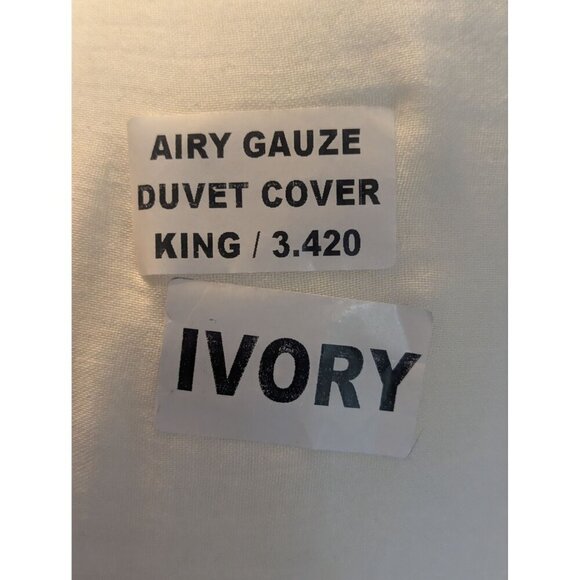 AIRY GAUZE
DUVET COVER
KING / 3.420
IVORY